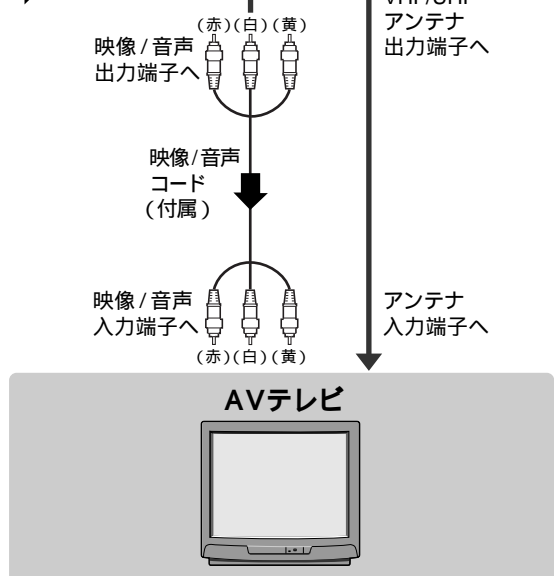 (赤)(白)(黄)
映像/音声
出力端子へ
アンテナ
出力端子へ
映像/音声
コード
(付属)
映像/音声
入力端子へ
アンテナ
入力端子へ
(赤)(白)(黄)
AVテレビ